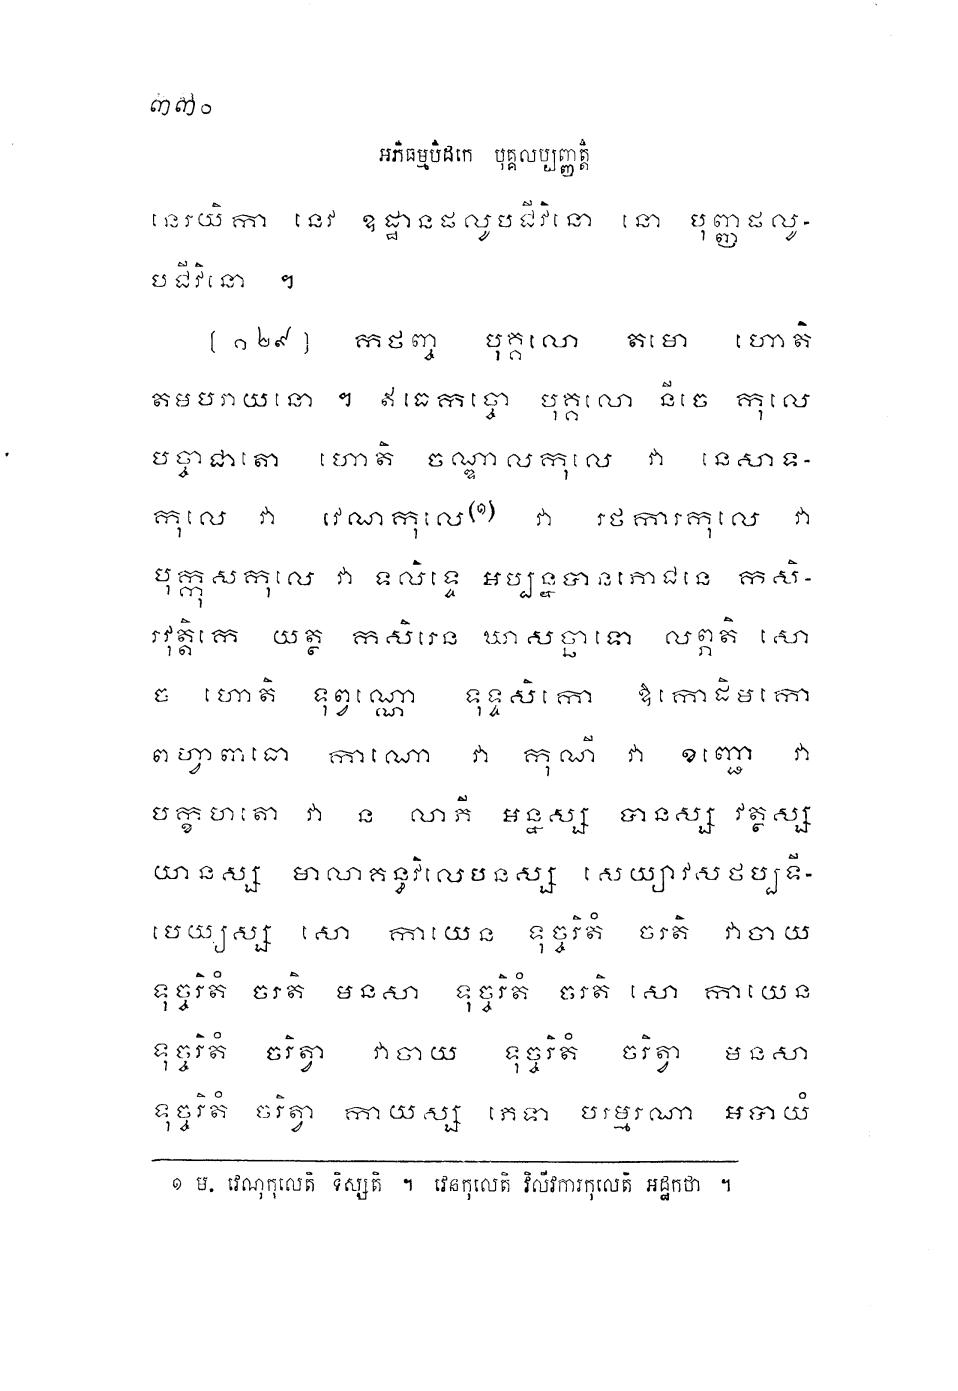 ៣៧០
អភិធម្មបិដកេ បុគ្គលប្បញ្ញត្តិ
នេរយិកា នេវ ឧដ្ឋានផលូបជីវិនោ នោ បុញ្ញផលូ-
បជីវិនោ ។
[១២៩] កថញ្ច បុគ្គលោ តមោ ហោតិ
តមបរាយនោ ។ ឥធេកច្ចោ បុគ្គលោ នីចេ កុលេ
បច្ចាជាតោ ហោតិ ចណ្ឌាលកុលេ វា នេសាទ-
កុលេ វា វេណកុលេ(១) វា រថការកុលេ វា
បុក្កុសកុលេ វា ទលិទ្ទេ អប្បន្នបានភោជនេ កសិ-
រវុត្តិកេ យត្ថ កសិរេន ឃាសច្ឆាទោ លព្ភតិ សោ
ច ហោតិ ទុព្វណ្ណោ ទុទ្ទសិកោ ឱកោដិមកោ
ពហ្វាពាធោ កាណោ វា កុណី វា ខញ្ជោ វា
បក្ខហតោ វា ន លាភី អន្នស្ស បានស្ស វត្ថស្ស
យានស្ស មាលាគន្ធវិលេបនស្ស សេយ្យាវសថប្បទី-
បេយ្យស្ស សោ កាយេន ទុច្ចរិតំ ចរតិ វាចាយ
ទុច្ចរិតំ ចរតិ មនសា ទុច្ចរិតំ ចរតិ សោ កាយេន
ទុច្ចរិតំ ចរិត្វា វាចាយ ទុច្ចរិតំ ចរិត្វា មនសា
ទុច្ចរិតំ ចរិត្វា កាយស្ស ភេទា បរម្មរណា អបាយំ
១ ម. វេណុកុលេតិ ទិស្សតិ ។ វេនកុលេតិ វិលីវការកុលេតិ អដ្ឋកថា ។